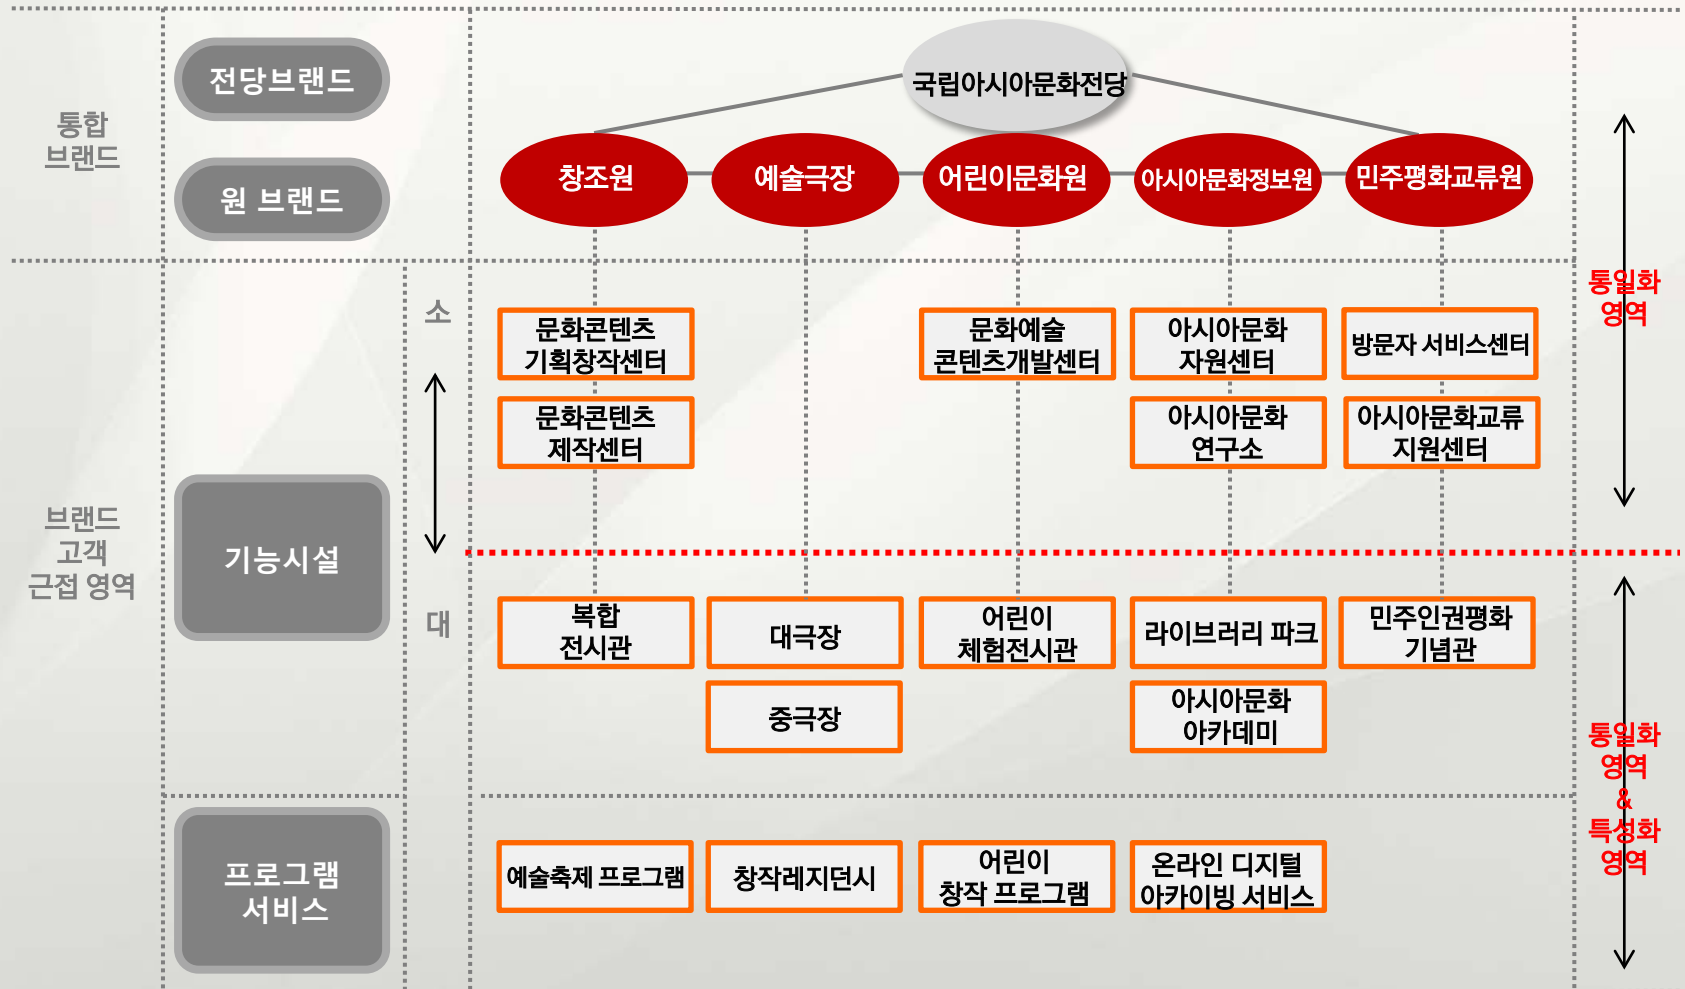 전당브랜드
국립아시아문화전당
통합
브랜드
원 브랜드
창조원
예술극장
어린이문화원
아시아문화정보원
민주평화교류원
통일화
영역
소
문화콘텐츠
기획창작센터
문화예술
콘텐츠개발센터
아시아문화
자원센터
방문자 서비스센터
문화콘텐츠
제작센터
아시아문화
연구소
아시아문화교류
지원센터
브랜드
고객
근접 영역
기능시설
대
복합
전시관
대극장
어린이
체험전시관
라이브러리 파크
민주인권평화
기념관
중극장
아시아문화
아카데미
통일화
영역
&
특성화
영역
프로그램
서비스
예술축제 프로그램
창작레지던시
어린이
창작 프로그램
온라인 디지털
아카이빙 서비스